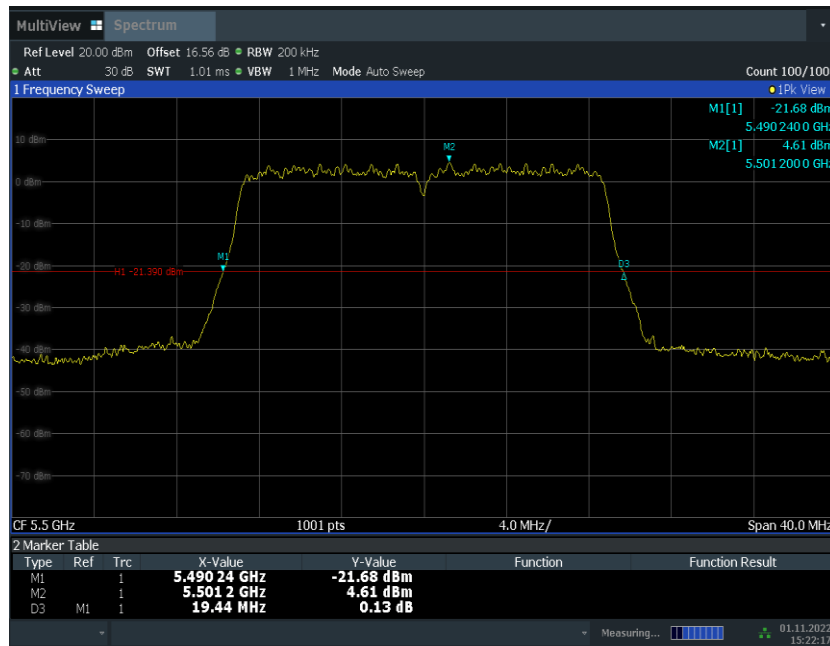 MultiView Spectrum
Ref Level 20.00 dBm Offset 16.56 dB RBW 200 kHz
Att 30 dB SWT 1.01 ms VBW 1 MHz Mode Auto Sweep Count 100/100
1 Frequency Sweep 1Pk View
M1[1] -21.68 dBm
5.490 240 0 GHz
M2[1] 4.61 dBm
5.501 200 0 GHz
10 dBm
M2
0 dBm
-10 dBm
M1
-20 dBm
H1 -21.390 dBm
D3
-30 dBm
-40 dBm
-50 dBm
-60 dBm
-70 dBm
CF 5.5 GHz 1001 pts 4.0 MHz/ Span 40.0 MHz
2 Marker Table
Type Ref Trc X-Value Y-Value Function Function Result
M1 1 5.490 24 GHz -21.68 dBm
M2 1 5.501 2 GHz 4.61 dBm
D3 M1 1 19.44 MHz 0.13 dB
Measuring...
01.11.2022
15:22:17